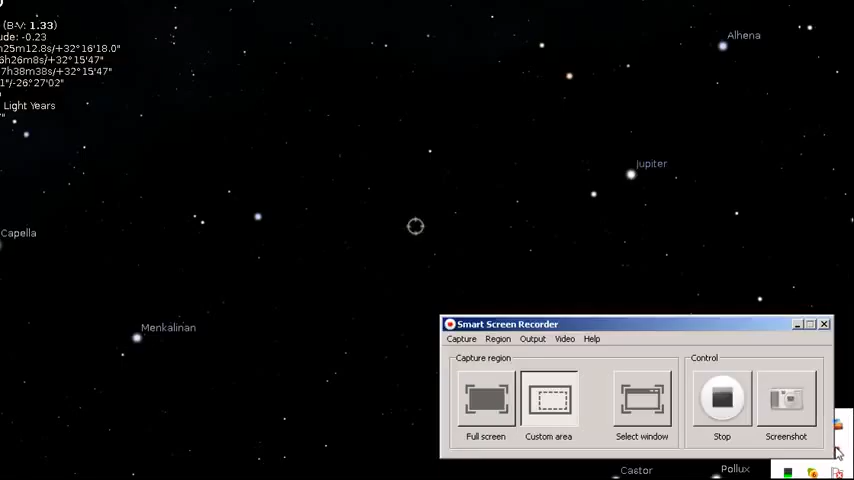 (B-V: 1.33)
ude: -0.23
h25m12.8s/+32°16'18.0"
6h26m8s/+32°15'47"
7h38m38s/+32°15'47"
1"/-26°27'02"
Light Years
Alhena
Jupiter
Capella
Menkalinan
Smart Screen Recorder
Capture Region Output Video Help
Capture region
Control
Full screen
Custom area
Select window
Stop
Screenshot
Castor
Pollux